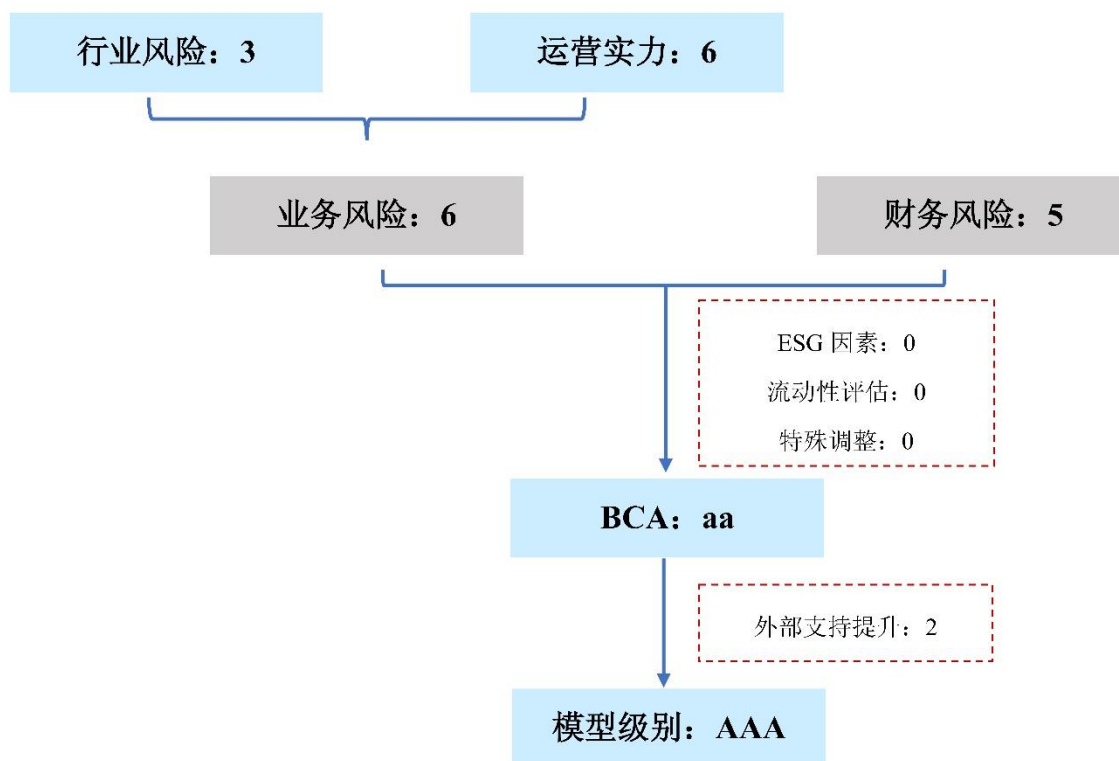 行业风险：3
运营实力：6
业务风险：6
财务风险：5
ESG 因素：0
流动性评估：0
特殊调整：0
BCA：aa
外部支持提升：2
模型级别：AAA